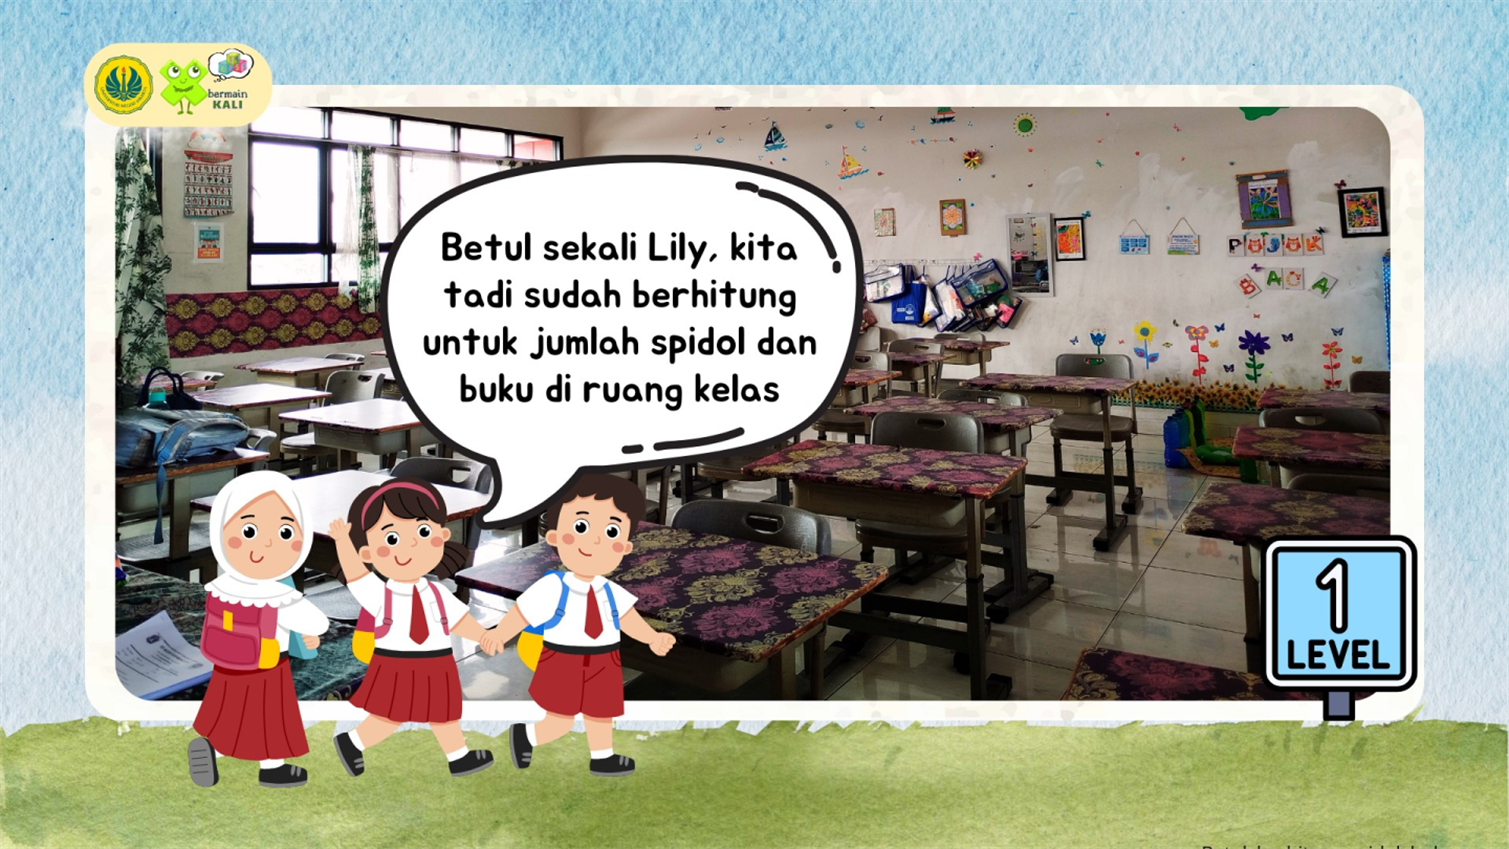 bermain
KALI
Betul sekali Lily, kita
tadi sudah berhitung
untuk jumlah spidol dan
buku di ruang kelas
POJOK
BACA
1
LEVEL